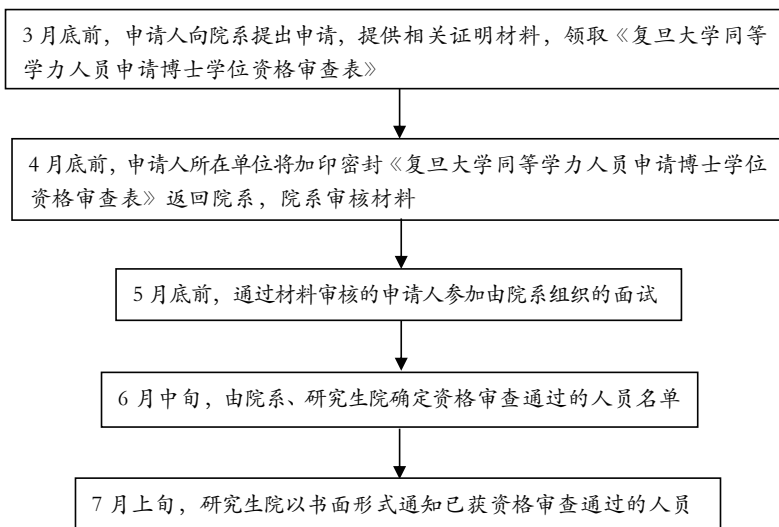 3 月底前，申请人向院系提出申请，提供相关证明材料，领取《复旦大学同等
学力人员申请博士学位资格审查表》
4 月底前，申请人所在单位将加印密封《复旦大学同等学力人员申请博士学位
资格审查表》返回院系，院系审核材料
5 月底前，通过材料审核的申请人参加由院系组织的面试
6 月中旬，由院系、研究生院确定资格审查通过的人员名单
7 月上旬，研究生院以书面形式通知已获资格审查通过的人员